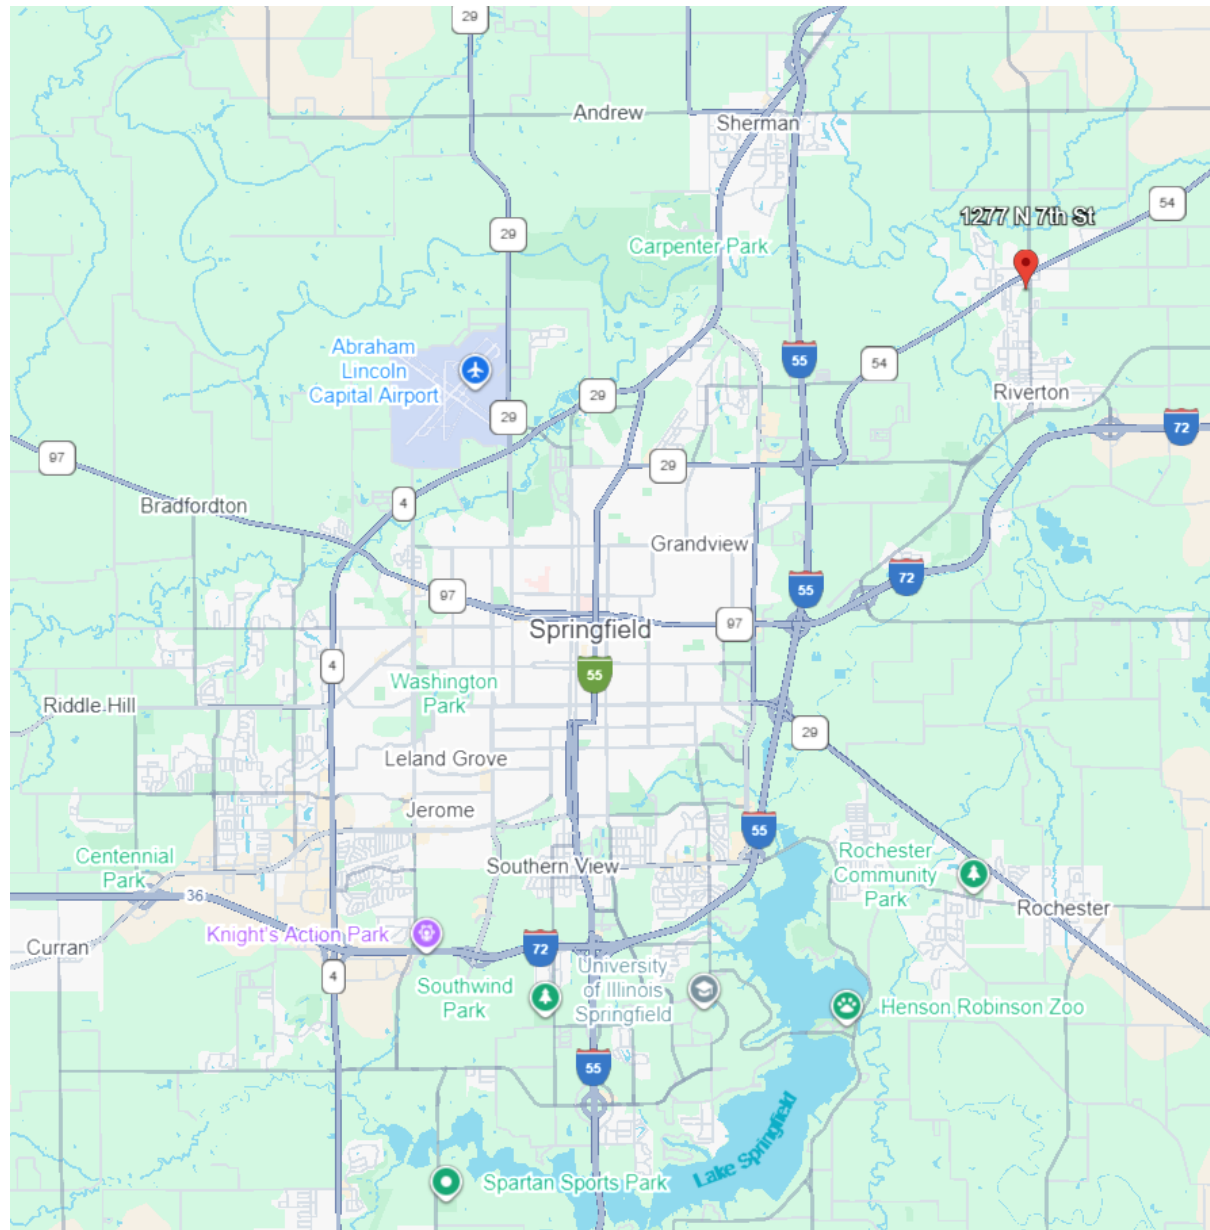 29
Andrew
Sherman
54
1277 N 7th St
29
Carpenter Park
Abraham
Lincoln
Capital Airport
55
54
29
29
Riverton
72
97
29
Bradfordton
4
Grandview
72
55
97
97
Springfield
4
55
Washington
Park
Riddle Hill
29
Leland Grove
Jerome
55
Centennial
Park
Southern View
Rochester
Community
Park
36
Rochester
Knight's Action Park
Curran
72
University
of Illinois
Springfield
4
Southwind
Park
Henson Robinson Zoo
55
Lake Springfield
Spartan Sports Park